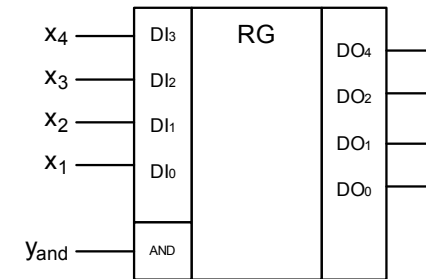 x₄ DI₃ RG DO₄
x₃ DI₂ DO₂
x₂ DI₁ DO₁
x₁ DI₀ DO₀
yand AND